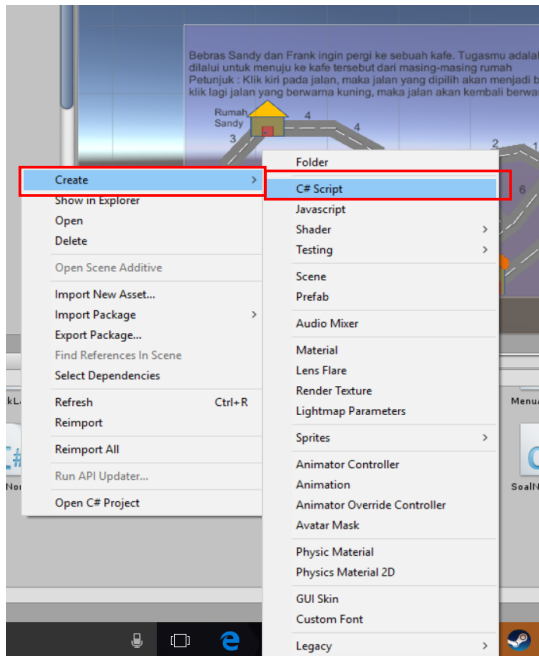 Bebras Sandy dan Frank ingin pergi ke sebuah kafe. Tugasmu adalah
dilalui untuk menuju ke kafe tersebut dari masing-masing rumah
Petunjuk : Klik kiri pada jalan, maka jalan yang dipilih akan menjadi b
klik lagi jalan yang berwarna kuning, maka jalan akan kembali berwa
Rumah
Sandy
4
4
3
2
1
6
Create
Show in Explorer
Open
Delete
Open Scene Additive
Import New Asset...
Import Package
Export Package...
Find References In Scene
Select Dependencies
Refresh Ctrl+R
Reimport
Reimport All
Run API Updater...
Open C# Project
Folder
C# Script
Javascript
Shader
Testing
Scene
Prefab
Audio Mixer
Material
Lens Flare
Render Texture
Lightmap Parameters
Sprites
Animator Controller
Animation
Animator Override Controller
Avatar Mask
Physic Material
Physics Material 2D
GUI Skin
Custom Font
Legacy
kL
Menu
#
Nor
SoalN